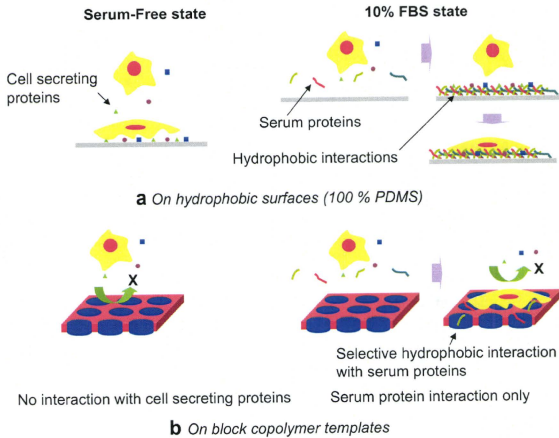 Serum-Free state
10% FBS state
Cell secreting
proteins
Serum proteins
Hydrophobic interactions
a On hydrophobic surfaces (100 % PDMS)
X
X
Selective hydrophobic interaction
with serum proteins
No interaction with cell secreting proteins
Serum protein interaction only
b On block copolymer templates